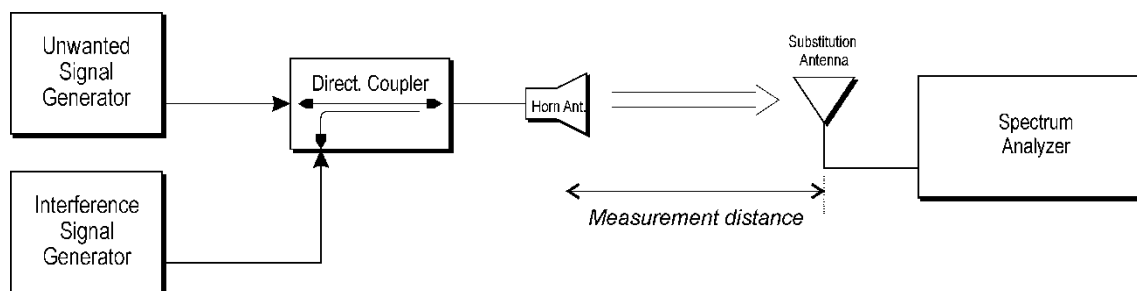 Unwanted
Signal
Generator
Direct. Coupler
Horn Ant.
Substitution
Antenna
Spectrum
Analyzer
Interference
Signal
Generator
Measurement distance